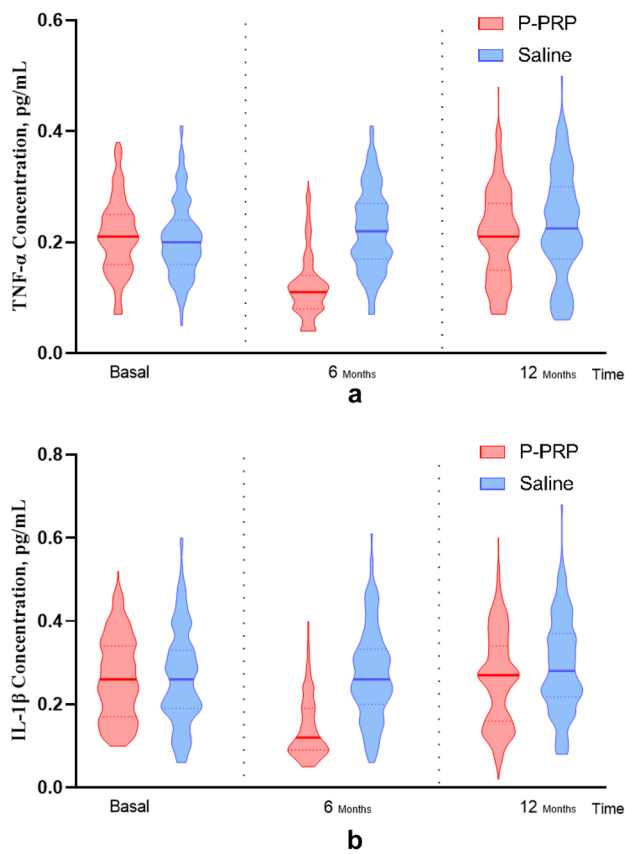 P-PRP
Saline
TNF-α Concentration, pg/mL
0.6
0.4
0.2
0.0
Basal
6 Months
12 Months
Time
a
P-PRP
Saline
IL-1β Concentration, pg/mL
0.8
0.6
0.4
0.2
0.0
Basal
6 Months
12 Months
Time
b